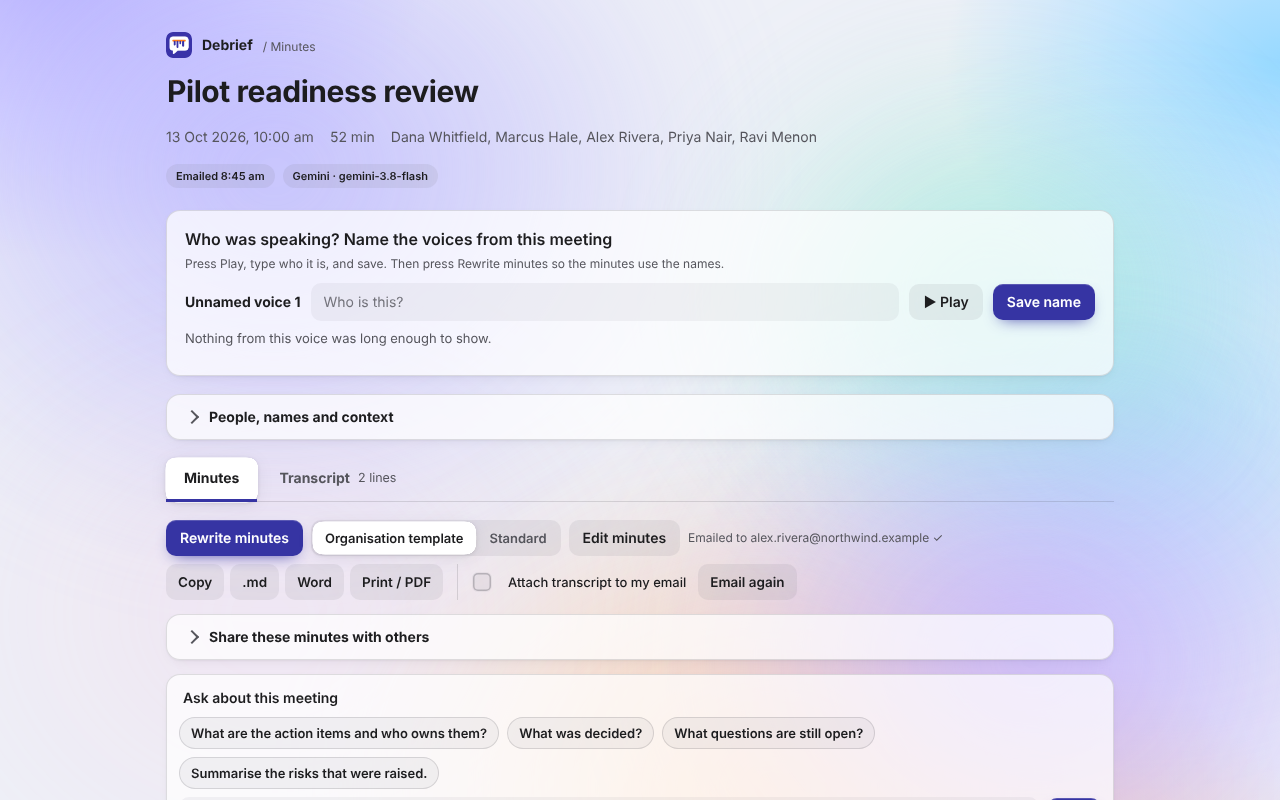 Debrief / Minutes
Pilot readiness review
13 Oct 2026, 10:00 am 52 min Dana Whitfield, Marcus Hale, Alex Rivera, Priya Nair, Ravi Menon
Emailed 8:45 am Gemini · gemini-3.8-flash
Who was speaking? Name the voices from this meeting
Press Play, type who it is, and save. Then press Rewrite minutes so the minutes use the names.
Unnamed voice 1 Who is this? ▶ Play Save name
Nothing from this voice was long enough to show.
People, names and context
Minutes Transcript 2 lines
Rewrite minutes Organisation template Standard Edit minutes Emailed to alex.rivera@northwind.example ✓
Copy .md Word Print / PDF Attach transcript to my email Email again
Share these minutes with others
Ask about this meeting
What are the action items and who owns them? What was decided? What questions are still open?
Summarise the risks that were raised.